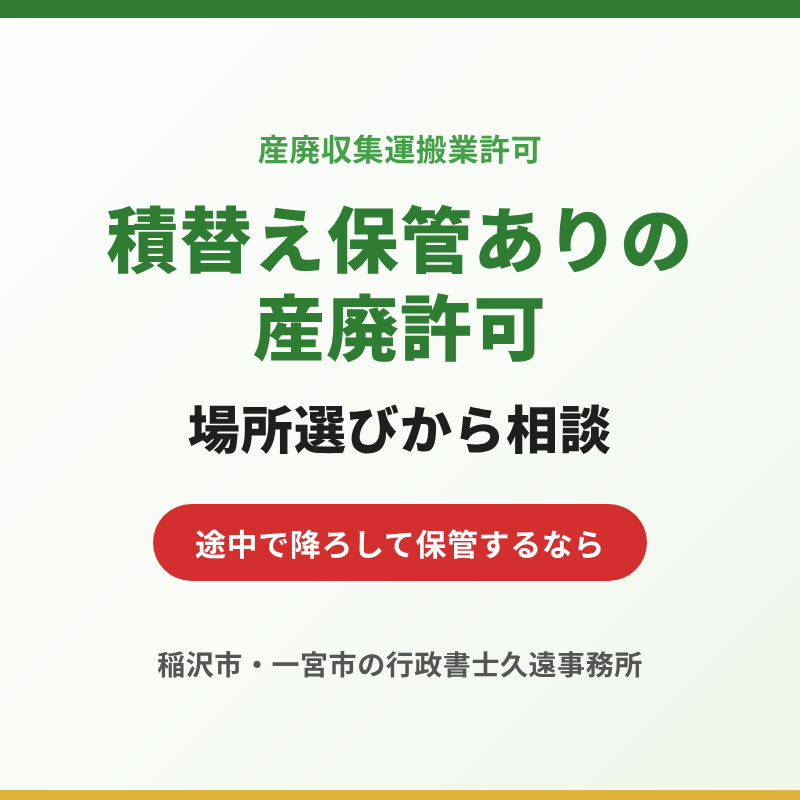 産廃収集運搬業許可
積替え保管ありの
産廃許可
場所選びから相談
途中で降ろして保管するなら
稲沢市・一宮市の行政書士久遠事務所